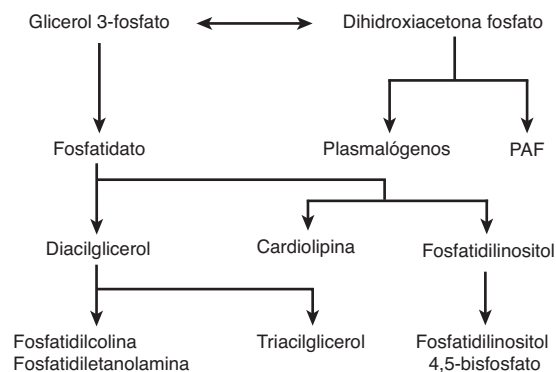 Glicerol 3-fosfato
Dihidroxiacetona fosfato
Fosfatidato
Plasmalógenos
PAF
Diacilglicerol
Cardiolipina
Fosfatidilinositol
Fosfatidilcolina
Fosfatidiletanolamina
Triacilglicerol
Fosfatidilinositol
4,5-bisfosfato